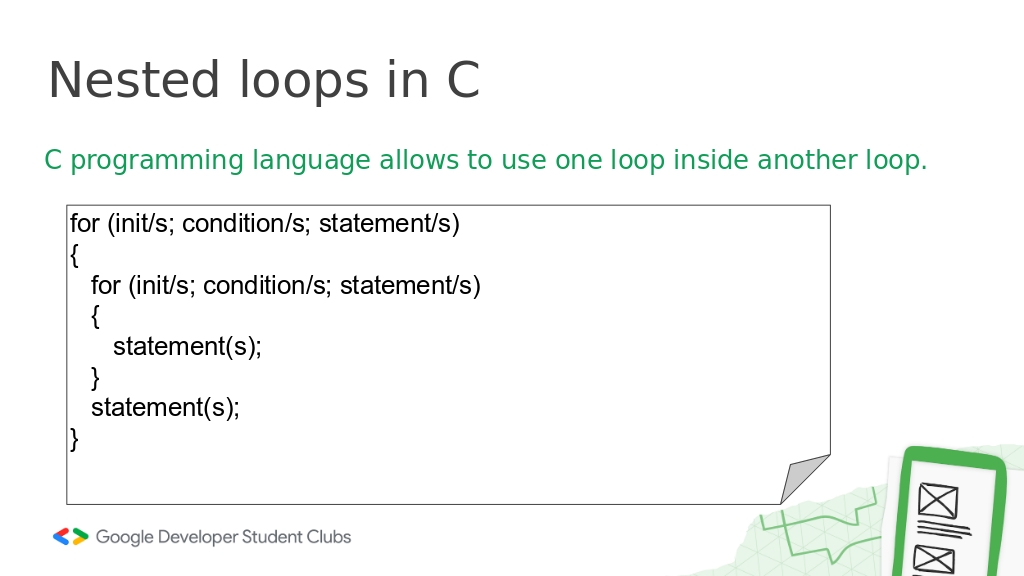 Nested loops in C
C programming language allows to use one loop inside another loop.
for (init/s; condition/s; statement/s)
{
for (init/s; condition/s; statement/s)
{
statement(s);
}
statement(s);
}
Google Developer Student Clubs